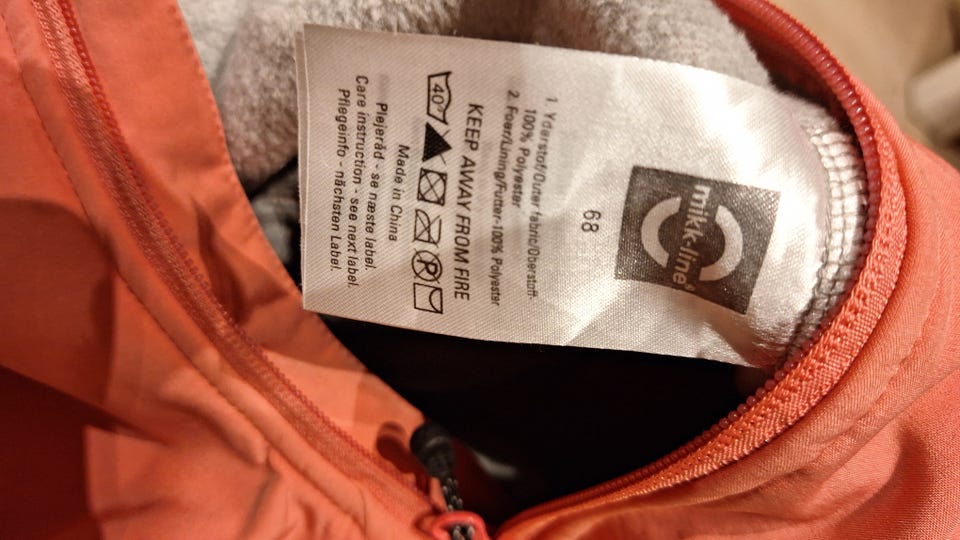 mikk-line®
68
1. Yderstof/Outer fabric/Oberstoff-
100% Polyester
2. Foer/Lining/Futter-100% Polyester
KEEP AWAY FROM FIRE
40°
P
Made in China
Plejeråd - se næste label.
Care instruction - see next label.
Pflegeinfo - nächsten Label.